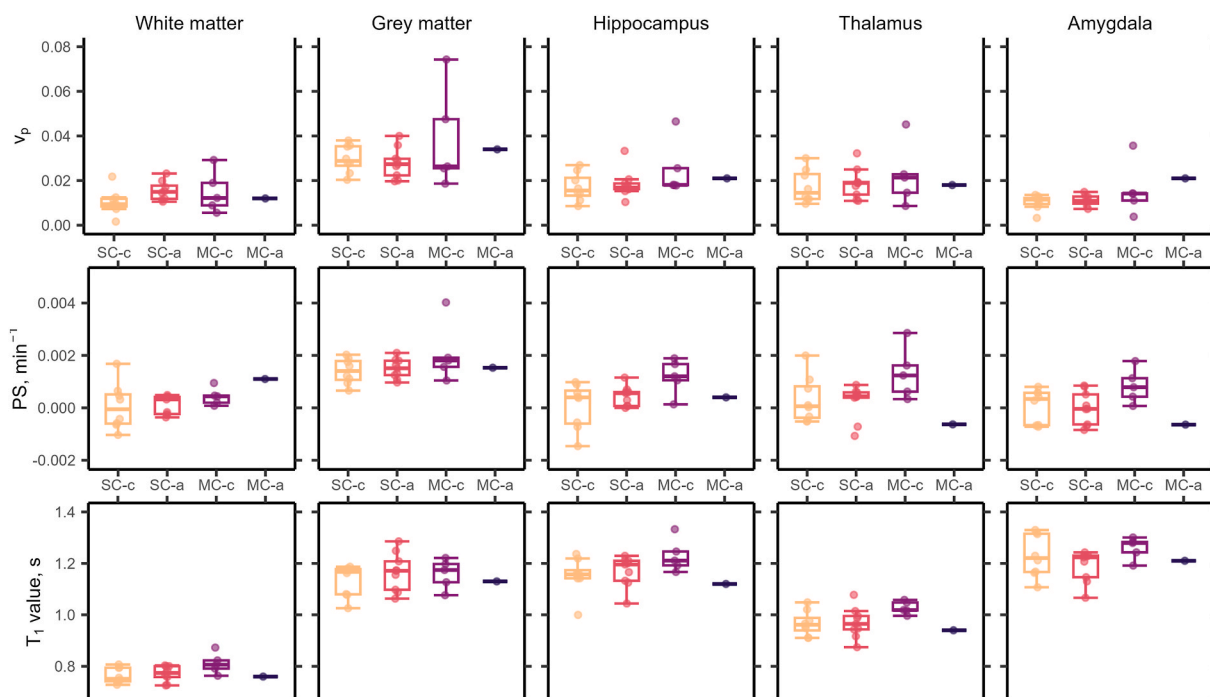 White matter Grey matter Hippocampus Thalamus Amygdala
0.08
0.06
0.04
0.02
0.00
vp
SC-c SC-a MC-c MC-a SC-c SC-a MC-c MC-a SC-c SC-a MC-c MC-a SC-c SC-a MC-c MC-a SC-c SC-a MC-c MC-a
0.004
0.002
0.000
-0.002
PS, min⁻¹
SC-c SC-a MC-c MC-a SC-c SC-a MC-c MC-a SC-c SC-a MC-c MC-a SC-c SC-a MC-c MC-a SC-c SC-a MC-c MC-a
1.4
1.2
1.0
0.8
T₁ value, s